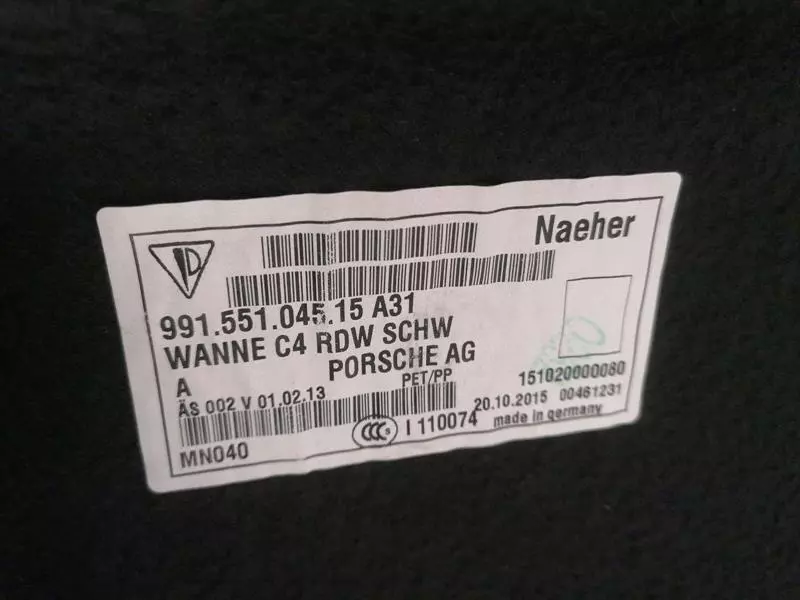 Naeher
991.551.045.15 A31
WANNE C4 RDW SCHW
PORSCHE AG
A
PET/PP
151020000080
ÄS 002 V 01.02.13
20.10.2015 00461231
CCC S I 110074 made in germany
MN040